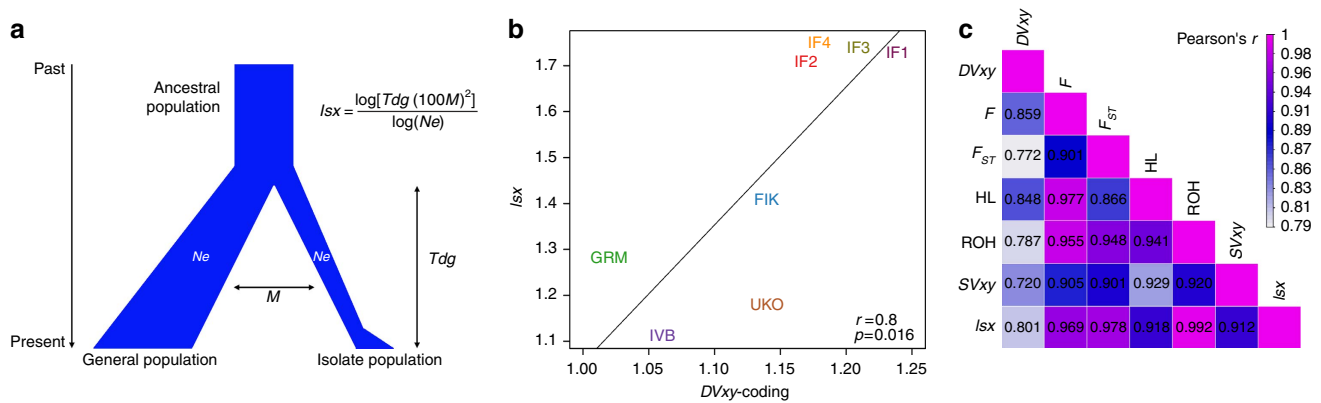 a
Past
Ancestral
population
Isx = log[Tdg (100M)²]
log(Ne)
Ne
Ne
M
Tdg
Present
General population
Isolate population
b
Isx
1.7
1.6
1.5
1.4
1.3
1.2
1.1
IF4
IF3
IF1
IF2
FIK
GRM
UKO
IVB
r=0.8
p=0.016
1.00 1.05 1.10 1.15 1.20 1.25
DVxy-coding
c
Pearson's r
1
0.98
0.96
0.94
0.93
0.91
0.89
0.87
0.86
0.83
0.81
0.79
DVxy
F
F_ST
HL
ROH
SVxy
Isx
DVxy
F 0.859
F_ST 0.772 0.901
HL 0.848 0.977 0.866
ROH 0.787 0.955 0.948 0.941
SVxy 0.720 0.905 0.901 0.929 0.920
Isx 0.801 0.969 0.978 0.918 0.992 0.912